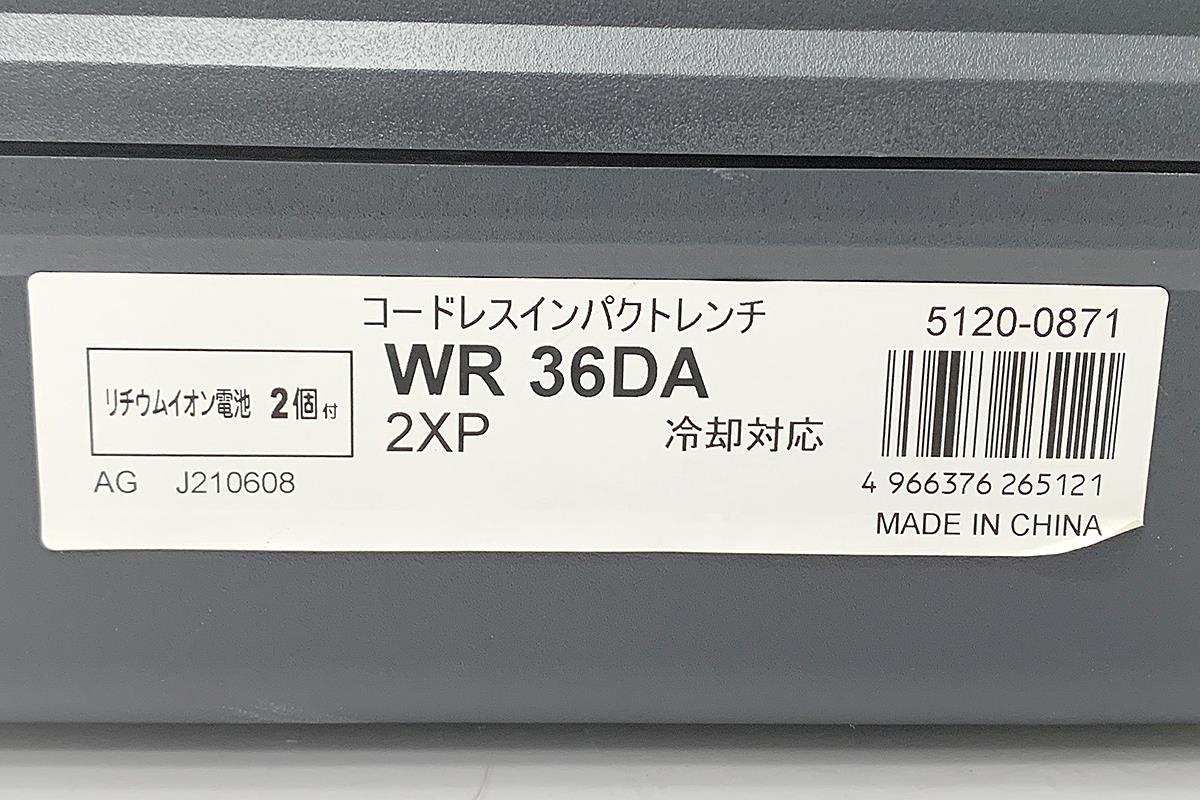 コードレスインパクトレンチ
WR 36DA
2XP 冷却対応
リチウムイオン電池 2個付
AG J210608
5120-0871
4 966376 265121
MADE IN CHINA